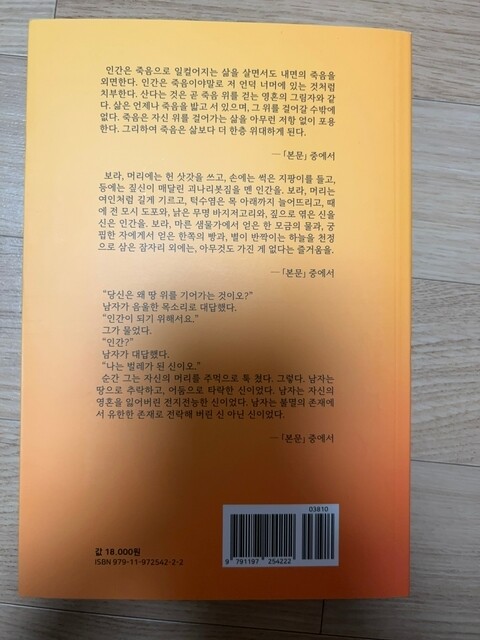 인간은 죽음으로 일컬어지는 삶을 살면서도 내면의 죽음을
외면한다. 인간은 죽음이야말로 저 언덕 너머에 있는 것처럼
치부한다. 산다는 것은 곧 죽음 위를 걷는 영혼의 그림자와 같
다. 삶은 언제나 죽음을 밟고 서 있으며, 그 위를 걸어갈 수밖에
없다. 죽음은 자신 위를 걸어가는 삶을 아무런 저항 없이 포용
한다. 그리하여 죽음은 삶보다 더 한층 위대하게 된다.
─「본문」중에서
보라, 머리에는 헌 삿갓을 쓰고, 손에는 썩은 지팡이를 들고,
등에는 짚신이 매달린 괴나리봇짐을 멘 인간을. 보라, 머리는
여인처럼 길게 기르고, 턱수염은 목 아래까지 늘어뜨리고, 때
에 전 모시 도포와, 낡은 무명 바지저고리와, 짚으로 엮은 신을
신은 인간을. 보라, 마른 샘물가에서 얻은 한 모금의 물과, 궁
핍한 자에게서 얻은 한쪽의 빵과, 별이 반짝이는 하늘을 천정
으로 삼은 잠자리 외에는, 아무것도 가진 게 없다는 즐거움을.
─「본문」중에서
“당신은 왜 땅 위를 기어가는 것이오?”
남자가 음울한 목소리로 대답했다.
“인간이 되기 위해서요.”
그가 물었다.
“인간?”
남자가 대답했다.
“나는 벌레가 된 신이오.”
순간 그는 자신의 머리를 주먹으로 툭 쳤다. 그렇다. 남자는
땅으로 추락하고, 어둠으로 타락한 신이었다. 남자는 자신의
영혼을 잃어버린 전지전능한 신이었다. 남자는 불멸의 존재에
서 유한한 존재로 전락해 버린 신 아닌 신이었다.
─「본문」중에서
03810
값 18.000원
ISBN 979-11-972542-2-2
9 791197 254222